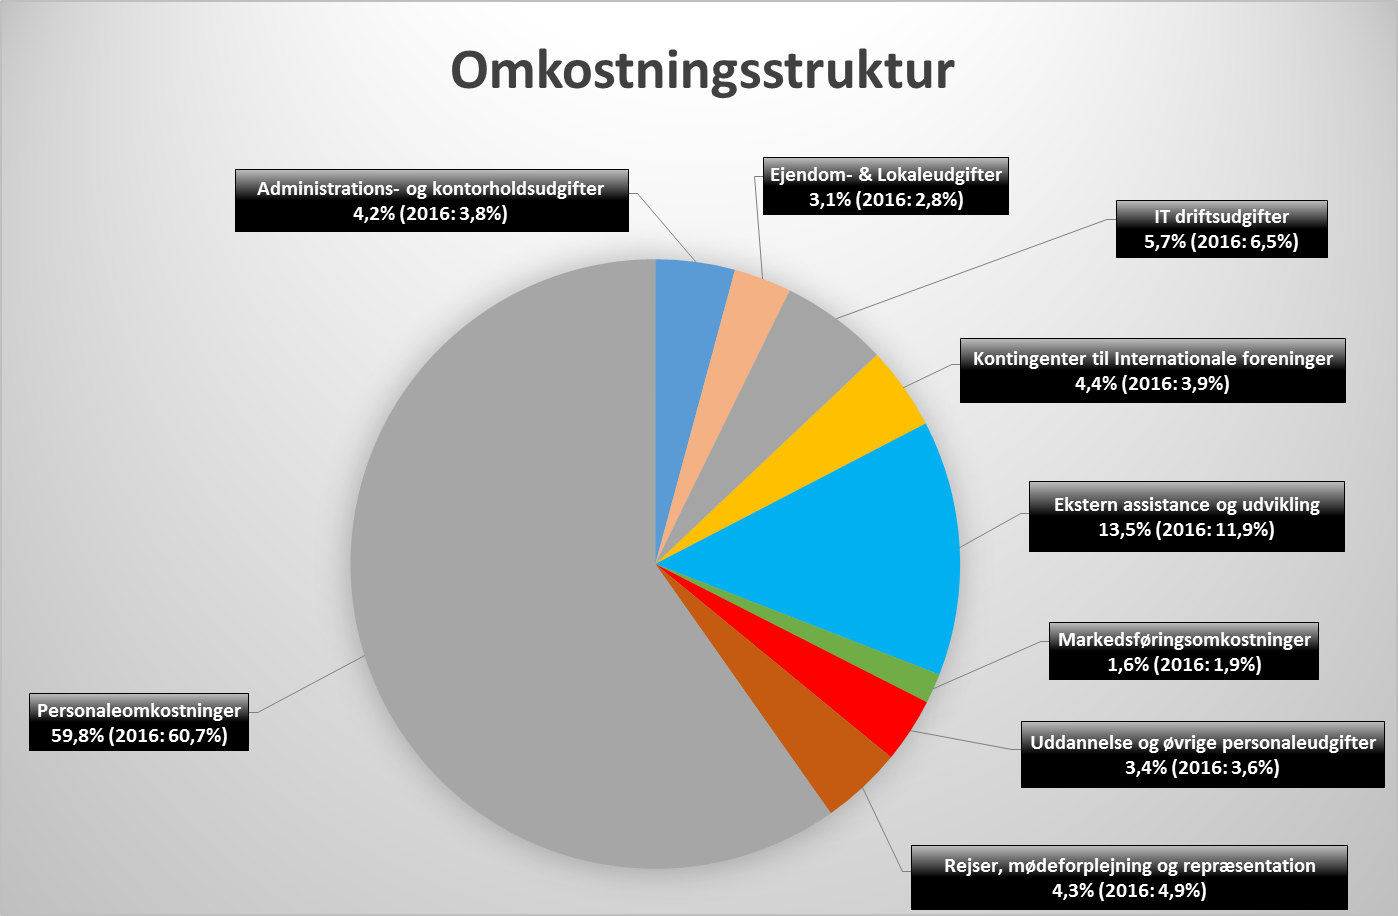 Omkostningsstruktur
Administrations- og kontorholdsudgifter
4,2% (2016: 3,8%)
Ejendom- & Lokaleudgifter
3,1% (2016: 2,8%)
IT driftsudgifter
5,7% (2016: 6,5%)
Kontingenter til Internationale foreninger
4,4% (2016: 3,9%)
Ekstern assistance og udvikling
13,5% (2016: 11,9%)
Markedsføringsomkostninger
1,6% (2016: 1,9%)
Personaleomkostninger
59,8% (2016: 60,7%)
Uddannelse og øvrige personaleudgifter
3,4% (2016: 3,6%)
Rejser, mødeforplejning og repræsentation
4,3% (2016: 4,9%)